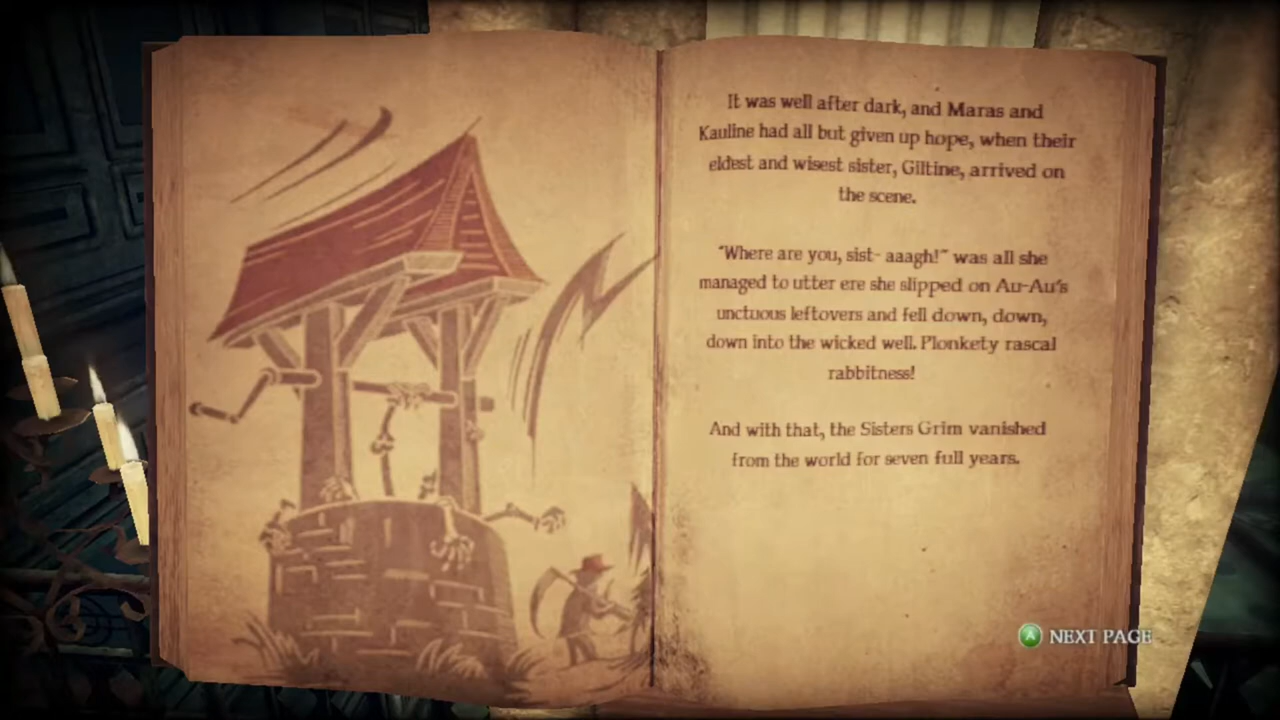 It was well after dark, and Maras and
Kauline had all but given up hope, when their
eldest and wisest sister, Giltine, arrived on
the scene.
"Where are you, sist- aaagh!" was all she
managed to utter ere she slipped on Au-Au's
unctuous leftovers and fell down, down,
down into the wicked well. Plonkety rascal
rabbitness!
And with that, the Sisters Grim vanished
from the world for seven full years.
A NEXT PAGE